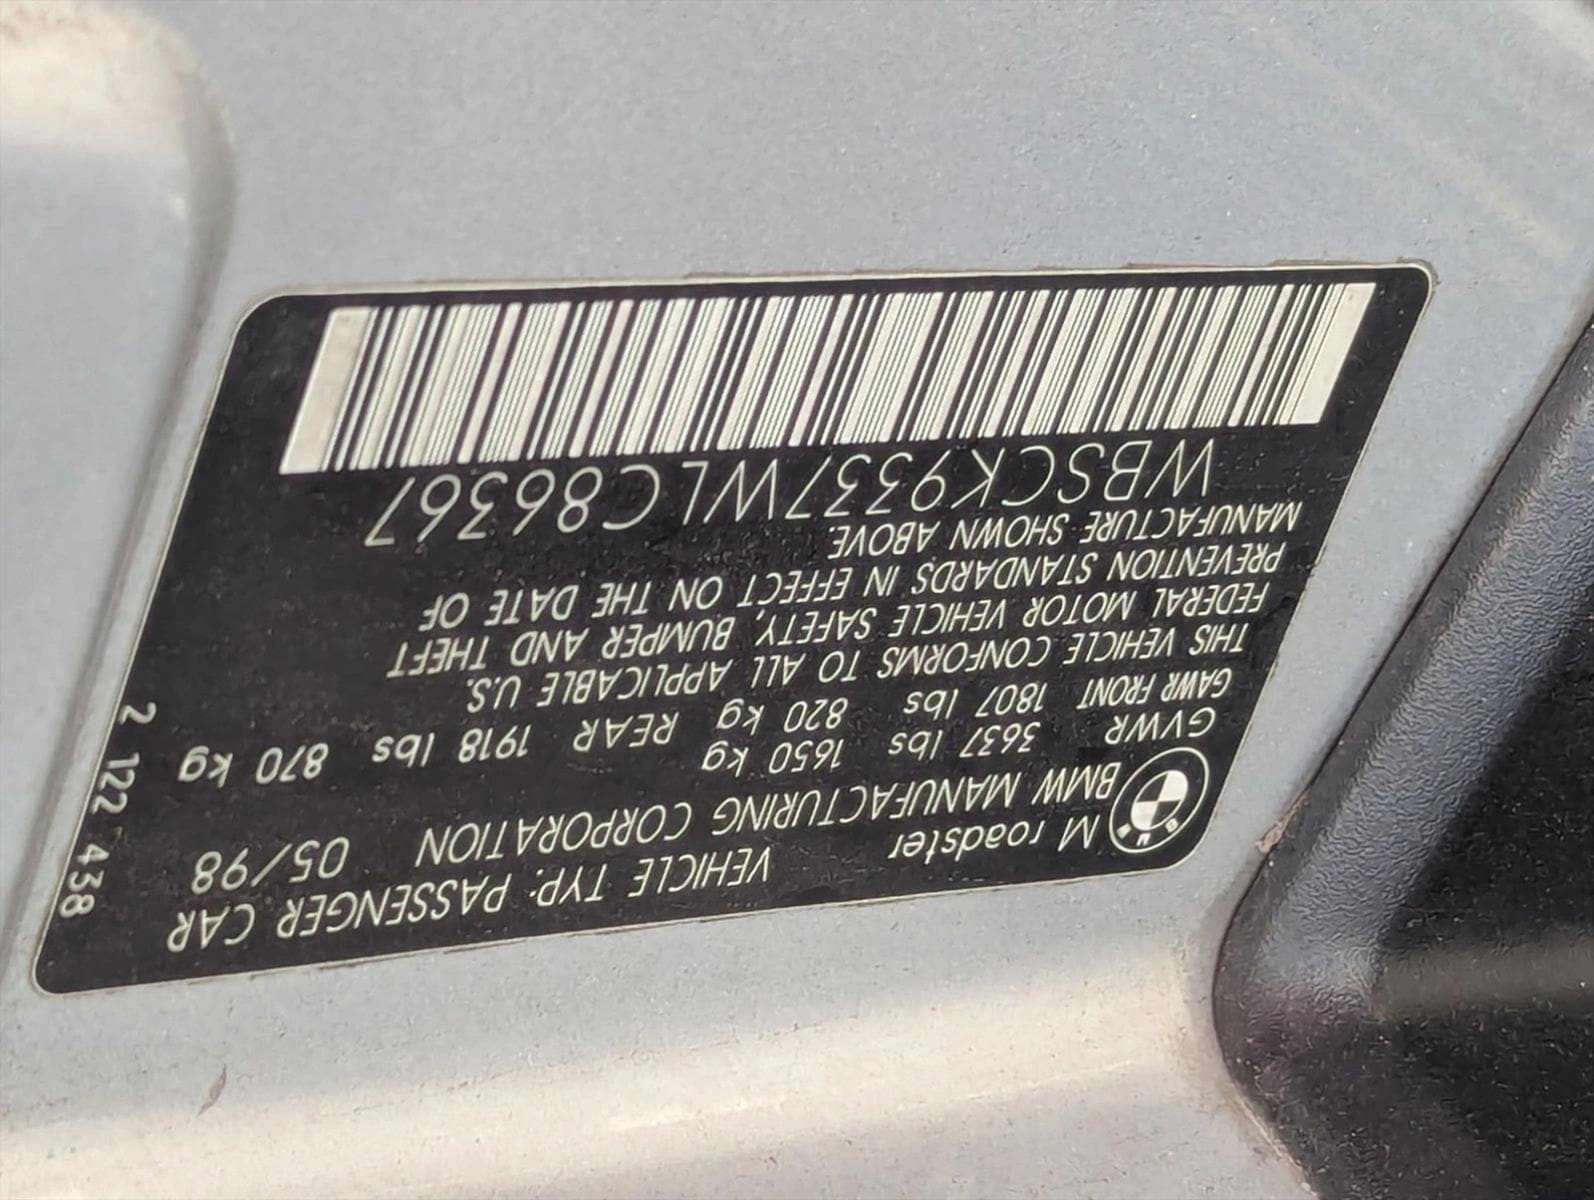 M roadster VEHICLE TYP: PASSENGER CAR
BMW MANUFACTURING CORPORATION 05/98
GVWR 3637 lbs 1650 kg
GAWR FRONT 1807 lbs 820 kg REAR 1918 lbs 870 kg
THIS VEHICLE CONFORMS TO ALL APPLICABLE U.S.
FEDERAL MOTOR VEHICLE SAFETY, BUMPER AND THEFT
PREVENTION STANDARDS IN EFFECT ON THE DATE OF
MANUFACTURE SHOWN ABOVE.
WBSCK9337WLC86367
2 122 438
BMW